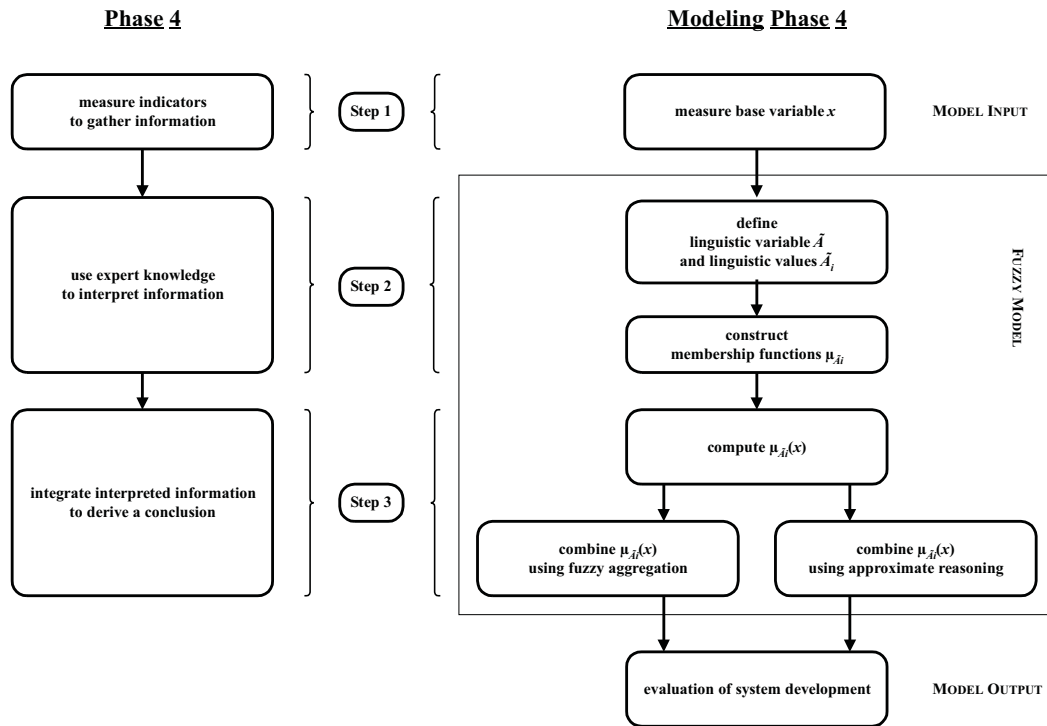 Phase 4
Modeling Phase 4
measure indicators
to gather information
Step 1
measure base variable x
MODEL INPUT
use expert knowledge
to interpret information
Step 2
define
linguistic variable Ã
and linguistic values Ãi
construct
membership functions μÃi
FUZZY MODEL
integrate interpreted information
to derive a conclusion
Step 3
compute μÃi(x)
combine μÃi(x)
using fuzzy aggregation
combine μÃi(x)
using approximate reasoning
evaluation of system development
MODEL OUTPUT